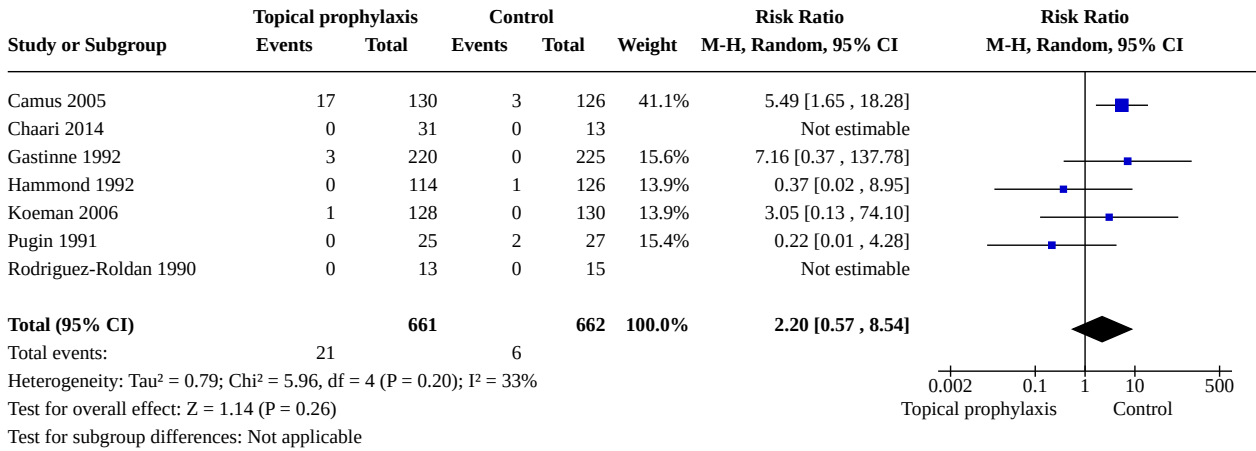 Topical prophylaxis Control Risk Ratio Risk Ratio
Study or Subgroup Events Total Events Total Weight M-H, Random, 95% CI M-H, Random, 95% CI
Camus 2005 17 130 3 126 41.1% 5.49 [1.65 , 18.28]
Chaari 2014 0 31 0 13 Not estimable
Gastinne 1992 3 220 0 225 15.6% 7.16 [0.37 , 137.78]
Hammond 1992 0 114 1 126 13.9% 0.37 [0.02 , 8.95]
Koeman 2006 1 128 0 130 13.9% 3.05 [0.13 , 74.10]
Pugin 1991 0 25 2 27 15.4% 0.22 [0.01 , 4.28]
Rodriguez-Roldan 1990 0 13 0 15 Not estimable
Total (95% CI) 661 662 100.0% 2.20 [0.57 , 8.54]
Total events: 21 6
Heterogeneity: Tau² = 0.79; Chi² = 5.96, df = 4 (P = 0.20); I² = 33%
Test for overall effect: Z = 1.14 (P = 0.26)
Test for subgroup differences: Not applicable
0.002 0.1 1 10 500
Topical prophylaxis Control